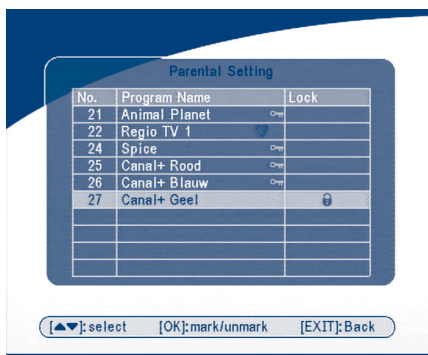 Parental Setting
No. Program Name Lock
21 Animal Planet
22 Regio TV 1
24 Spice
25 Canal+ Rood
26 Canal+ Blauw
27 Canal+ Geel
[▲▼]: select [OK]: mark/unmark [EXIT]: Back